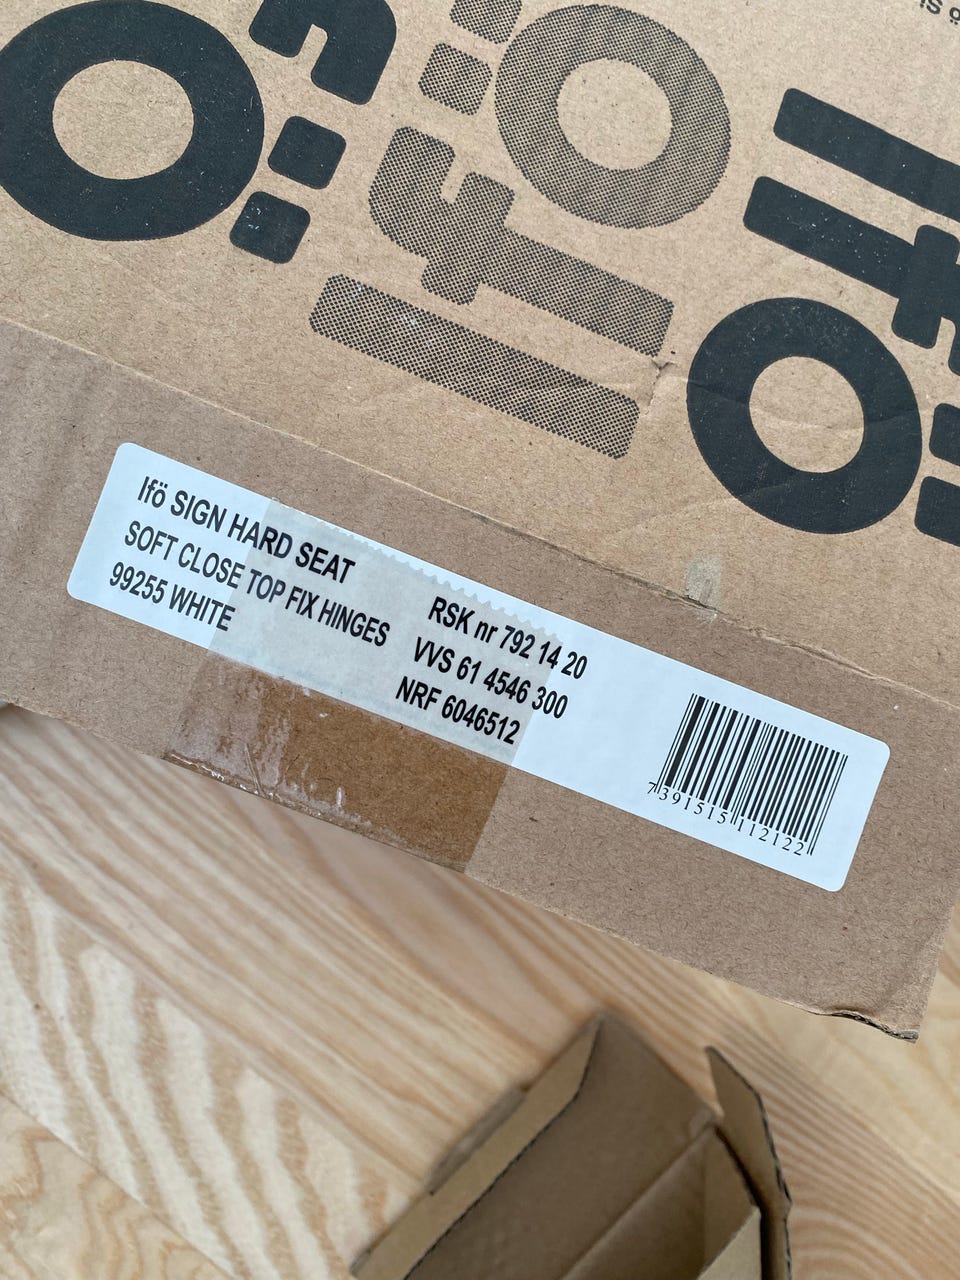 Ifö
Ifö SIGN HARD SEAT
SOFT CLOSE TOP FIX HINGES
99255 WHITE
RSK nr 792 14 20
VVS 61 4546 300
NRF 6046512
7391515112122